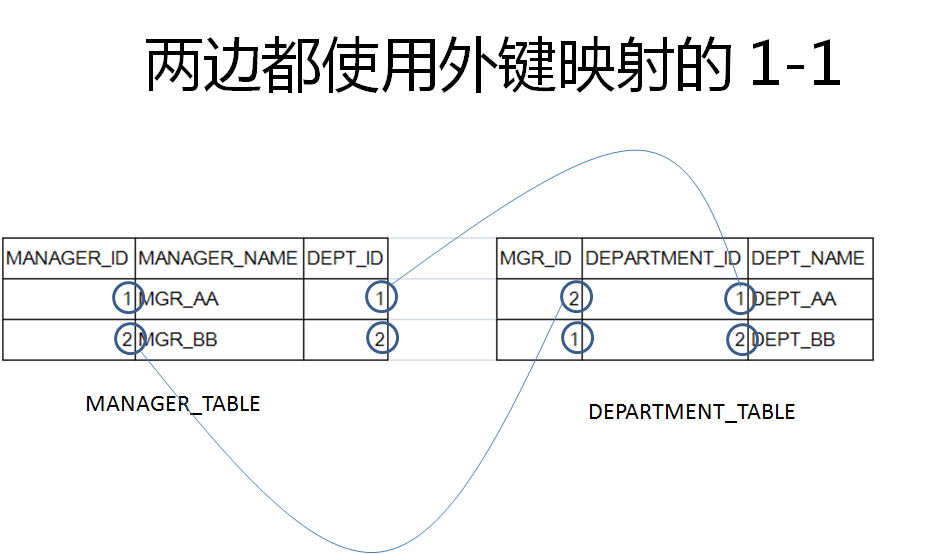 两边都使用外键映射的 1-1
MANAGER_ID MANAGER_NAME DEPT_ID
1 MGR_AA 1
2 MGR_BB 2
MANAGER_TABLE
MGR_ID DEPARTMENT_ID DEPT_NAME
2 1 DEPT_AA
1 2 DEPT_BB
DEPARTMENT_TABLE